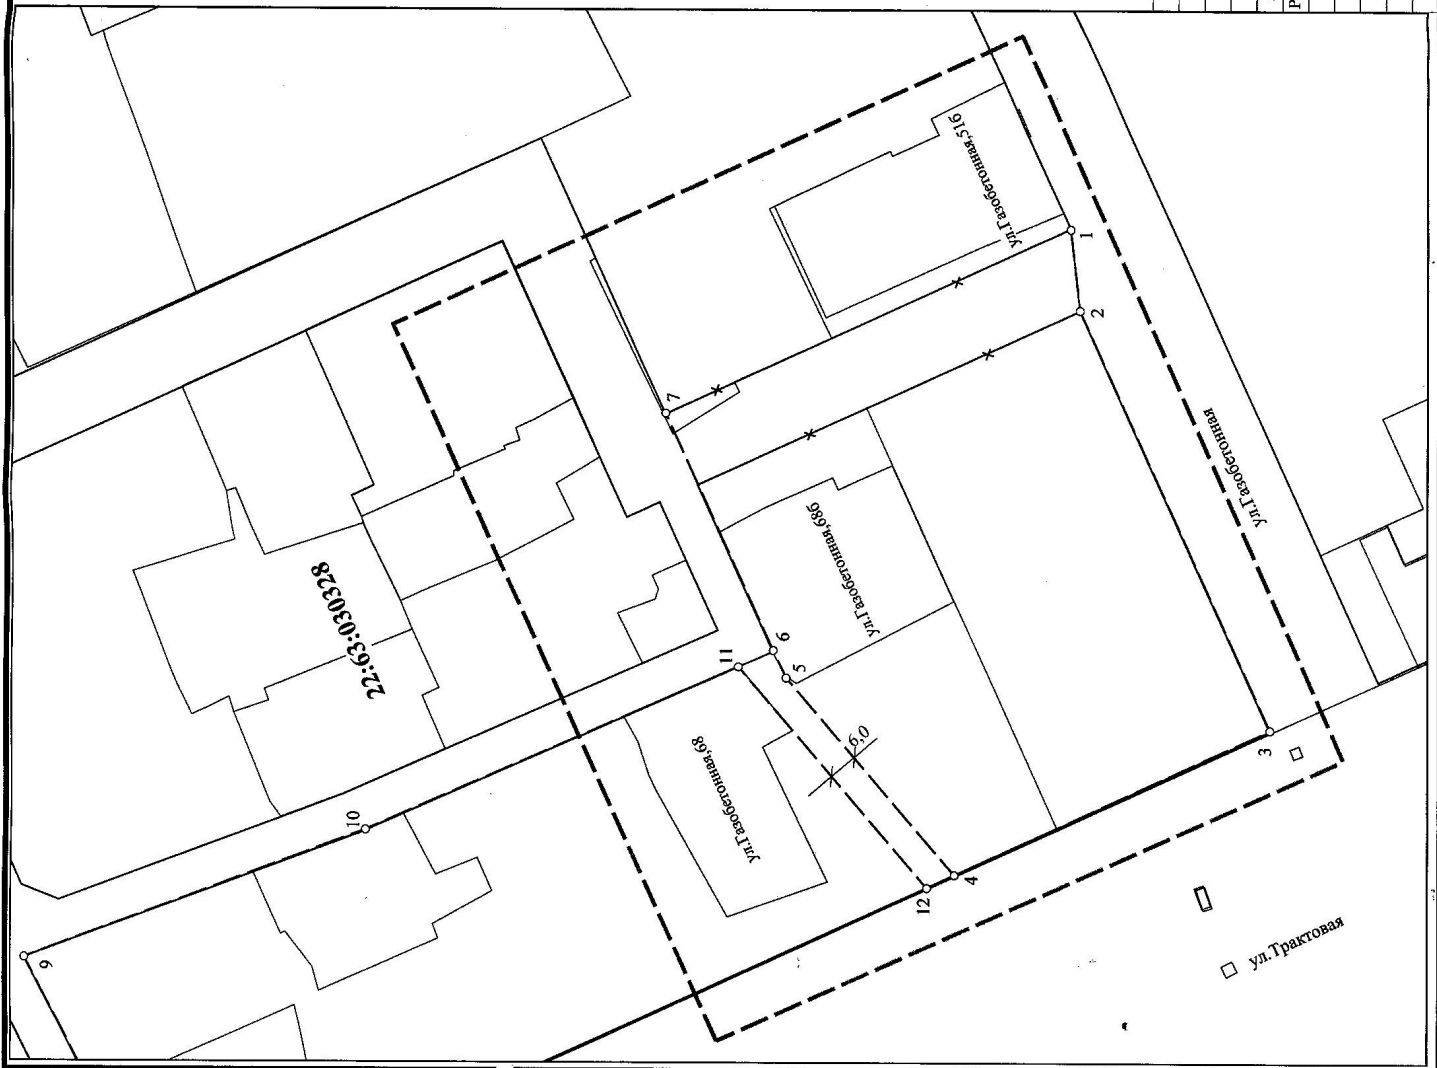 Р
ул.Газобетонная,51б
22:63:030328
7
1
2
ул.Газобетонная
ул.Газобетонная,68б
11
6
5
ул.Газобетонная,68
6,0
10
3
12
4
9
ул.Трактовая